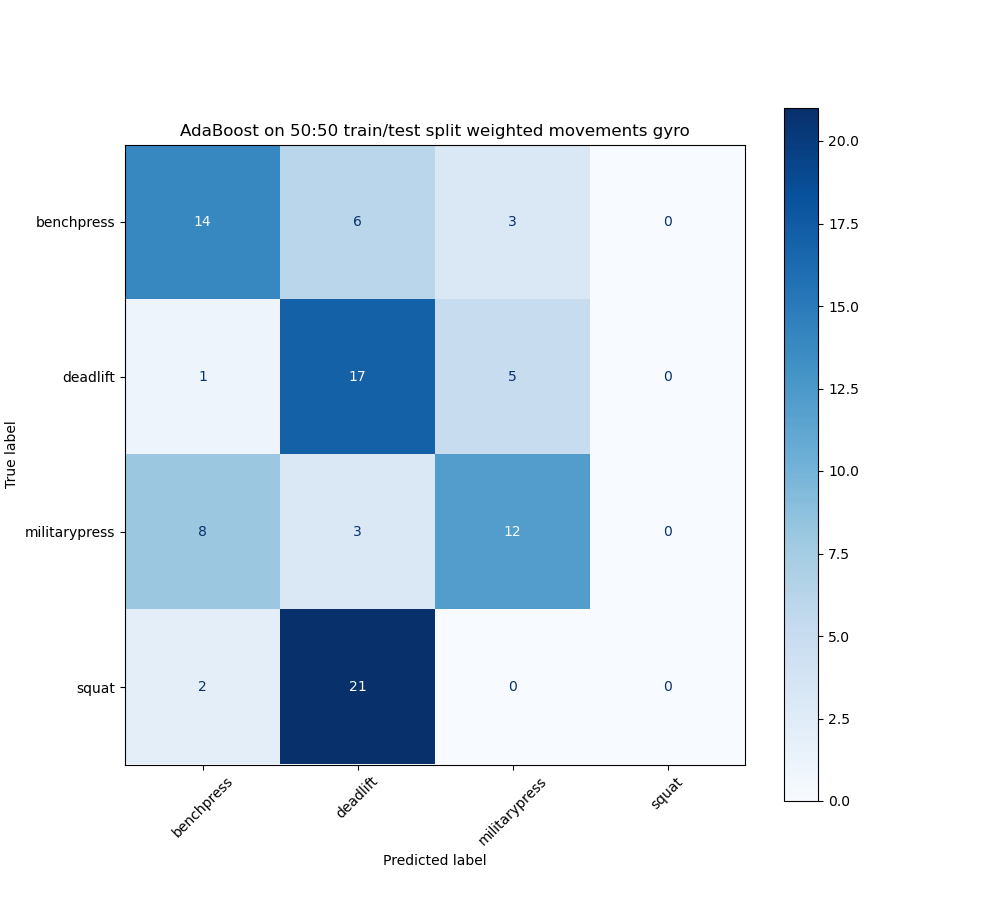 AdaBoost on 50:50 train/test split weighted movements gyro
True label
benchpress 14 6 3 0
deadlift 1 17 5 0
militarypress 8 3 12 0
squat 2 21 0 0
benchpress deadlift militarypress squat
Predicted label
20.0
17.5
15.0
12.5
10.0
7.5
5.0
2.5
0.0